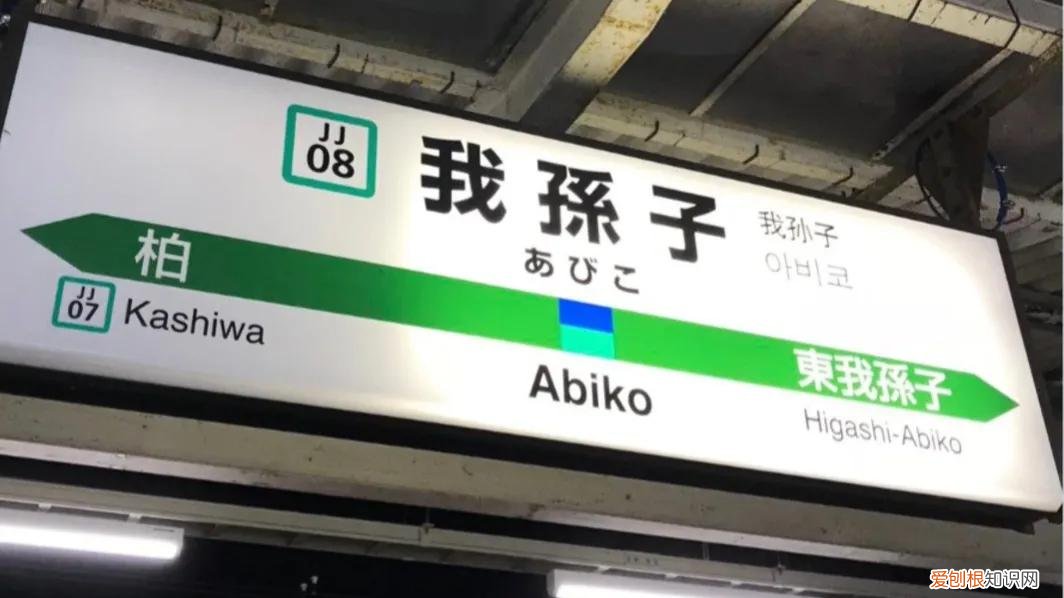 JJ
08
我孫子
我孙子
아비코
あびこ
柏
JJ
07
Kashiwa
Abiko
東我孫子
Higashi-Abiko
爱刨根知识网